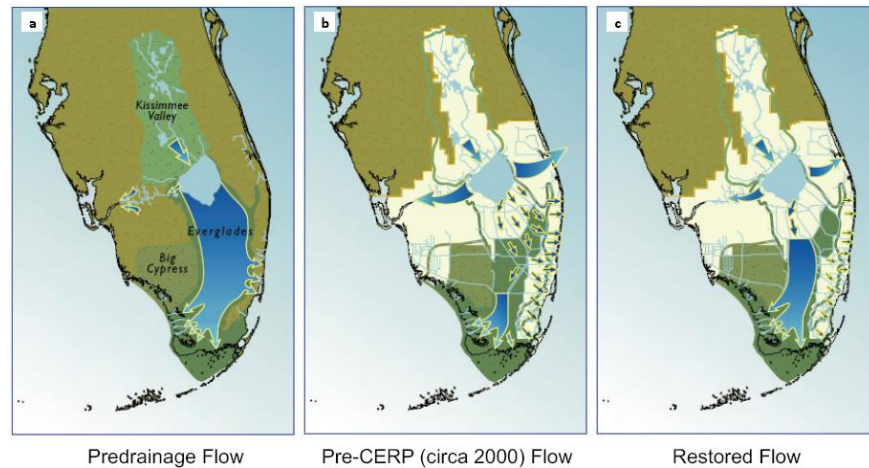 a
b
c
Kissimmee
Valley
Everglades
Big
Cypress
Predrainage Flow
Pre-CERP (circa 2000) Flow
Restored Flow